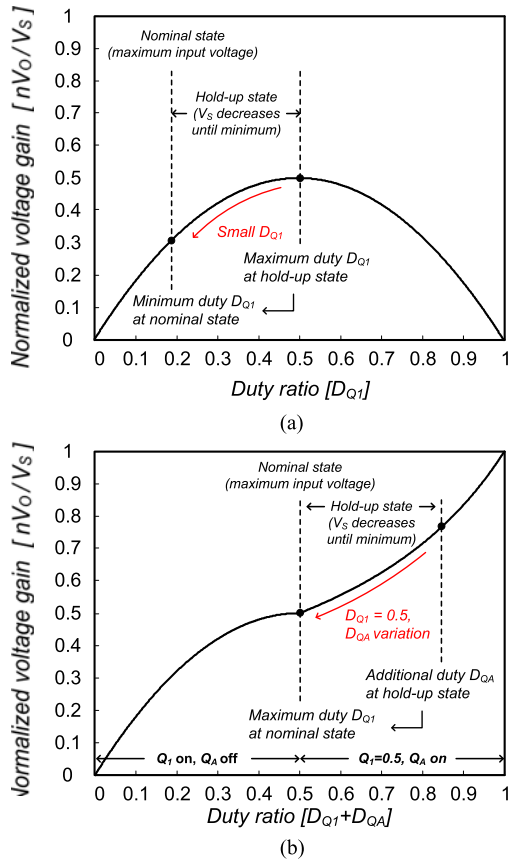 Normalized voltage gain [ nVO/VS ]
1
0.9
0.8
0.7
0.6
0.5
0.4
0.3
0.2
0.1
0
Nominal state
(maximum input voltage)
Hold-up state
(VS decreases
until minimum)
Small DQ1
Maximum duty DQ1
at hold-up state
Minimum duty DQ1
at nominal state
0 0.1 0.2 0.3 0.4 0.5 0.6 0.7 0.8 0.9 1
Duty ratio [DQ1]
(a)
Normalized voltage gain [ nVO/VS ]
1
0.9
0.8
0.7
0.6
0.5
0.4
0.3
0.2
0.1
0
Nominal state
(maximum input voltage)
Hold-up state
(VS decreases
until minimum)
DQ1 = 0.5,
DQA variation
Additional duty DQA
at hold-up state
Maximum duty DQ1
at nominal state
Q1 on, QA off
Q1=0.5, QA on
0 0.1 0.2 0.3 0.4 0.5 0.6 0.7 0.8 0.9 1
Duty ratio [DQ1+DQA]
(b)